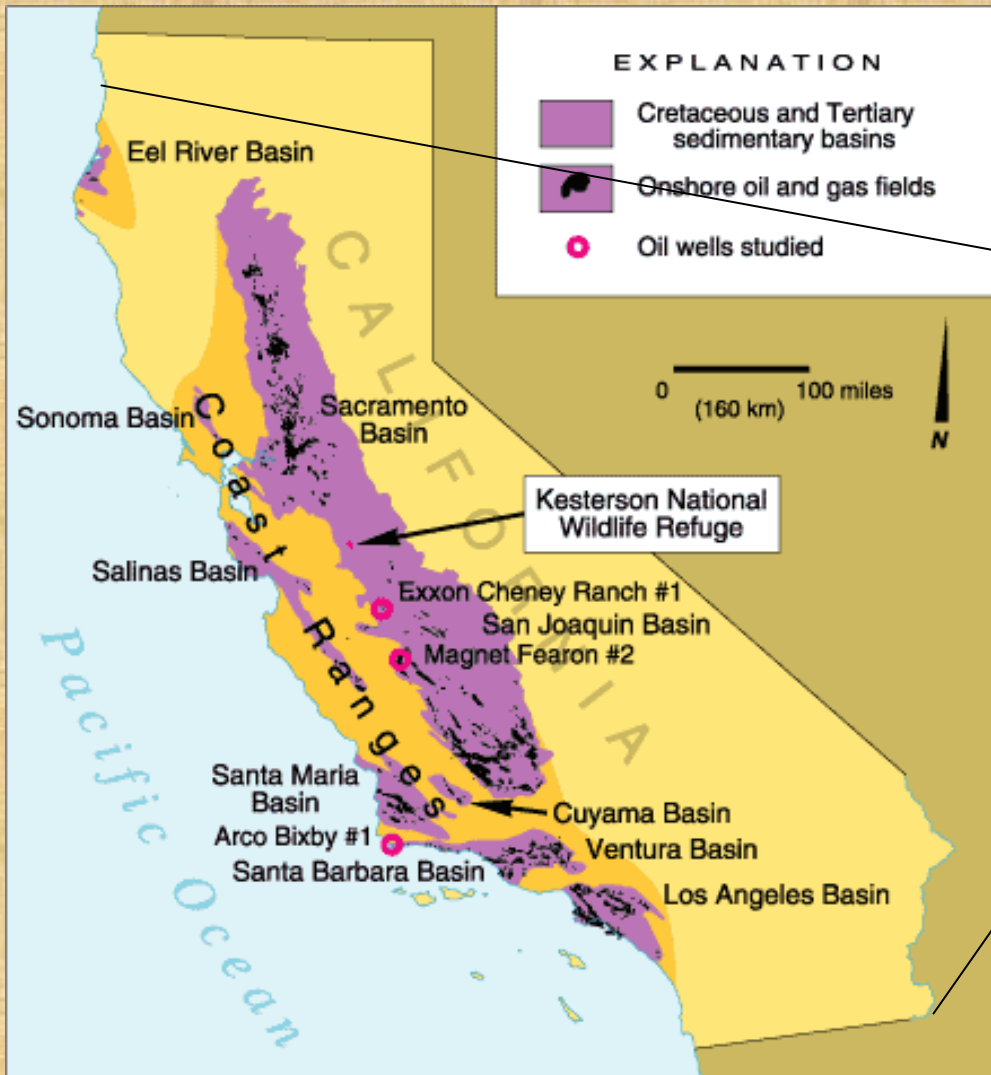 EXPLANATION
Cretaceous and Tertiary
sedimentary basins
Onshore oil and gas fields
Oil wells studied
Eel River Basin
CALIFORNIA
0 100 miles
(160 km)
N
Sonoma Basin
Coast Ranges
Sacramento
Basin
Kesterson National
Wildlife Refuge
Salinas Basin
Exxon Cheney Ranch #1
San Joaquin Basin
Magnet Fearon #2
Pacific Ocean
Santa Maria
Basin
Cuyama Basin
Arco Bixby #1
Ventura Basin
Santa Barbara Basin
Los Angeles Basin